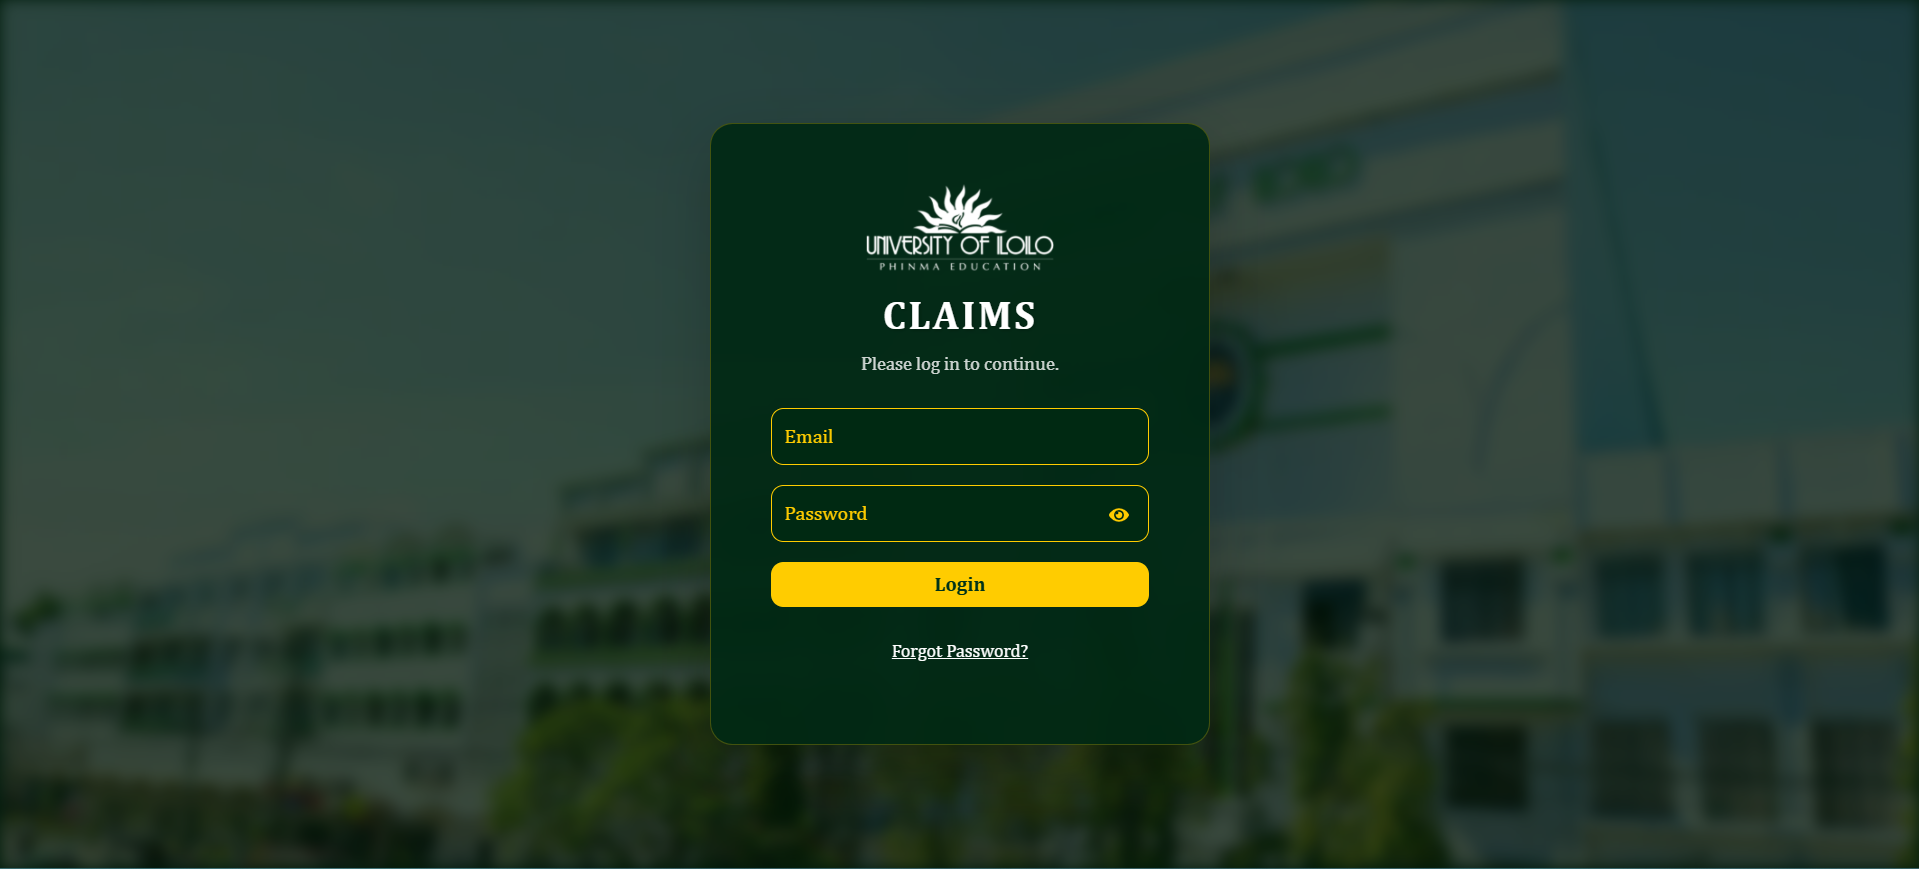 UNIVERSITY OF ILOILO
PHINMA EDUCATION
CLAIMS
Please log in to continue.
Email
Password
Login
Forgot Password?